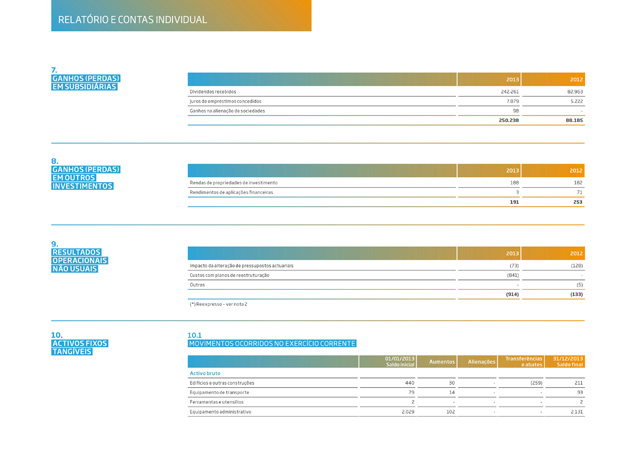 RELATÓRIO E CONTAS INDIVIDUAL
7.
GANHOS (PERDAS)
EM SUBSIDIÁRIAS
2013 2012
Dividendos recebidos 242.261 82.963
Juros de empréstimos concedidos 7.879 5.222
Ganhos na alienação de sociedades 98 -
250.238 88.185
8.
GANHOS (PERDAS)
EM OUTROS
INVESTIMENTOS
2013 2012
Rendas de propriedades de investimento 188 182
Rendimentos de aplicações financeiras 3 71
191 253
9.
RESULTADOS
OPERACIONAIS
NÃO USUAIS
2013 2012
Impacto da alteração de pressupostos actuariais (73) (128)
Custos com planos de reestruturação (841) -
Outros - (5)
(914) (133)
(*) Reexpresso – ver nota 2
10.
ACTIVOS FIXOS
TANGÍVEIS
10.1
MOVIMENTOS OCORRIDOS NO EXERCÍCIO CORRENTE
01/01/2013 Saldo inicial Aumentos Alienações Transferências e abates 31/12/2013 Saldo final
Activo bruto
Edifícios e outras construções 440 30 - (259) 211
Equipamento de transporte 79 14 - - 93
Ferramentas e utensílios 2 - - - 2
Equipamento administrativo 2.029 102 - - 2.131